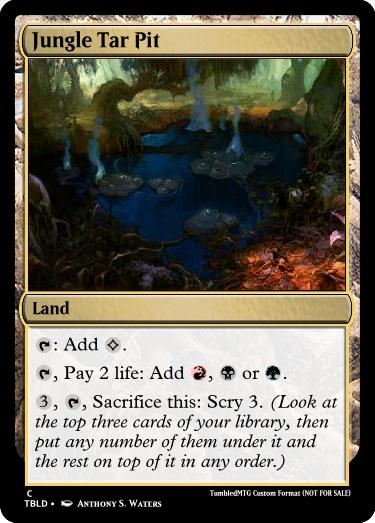 Jungle Tar Pit
Land
: Add .
, Pay 2 life: Add , or .
3, , Sacrifice this: Scry 3. (Look at
the top three cards of your library, then
put any number of them under it and
the rest on top of it in any order.)
C
TBLD • Anthony S. Waters
TumbledMTG Custom Format (NOT FOR SALE)